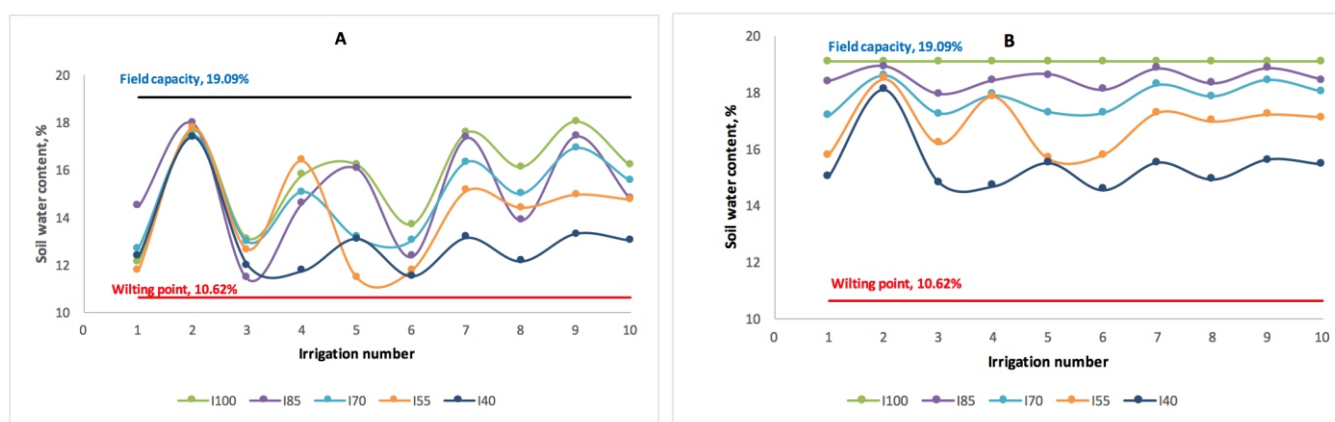 A
Field capacity, 19.09%
20
18
16
14
12
10
Soil water content, %
Wilting point, 10.62%
0 1 2 3 4 5 6 7 8 9 10
Irrigation number
I100 I85 I70 I55 I40
B
Field capacity, 19.09%
20
18
16
14
12
10
Soil water content, %
Wilting point, 10.62%
0 1 2 3 4 5 6 7 8 9 10
Irrigation number
I100 I85 I70 I55 I40